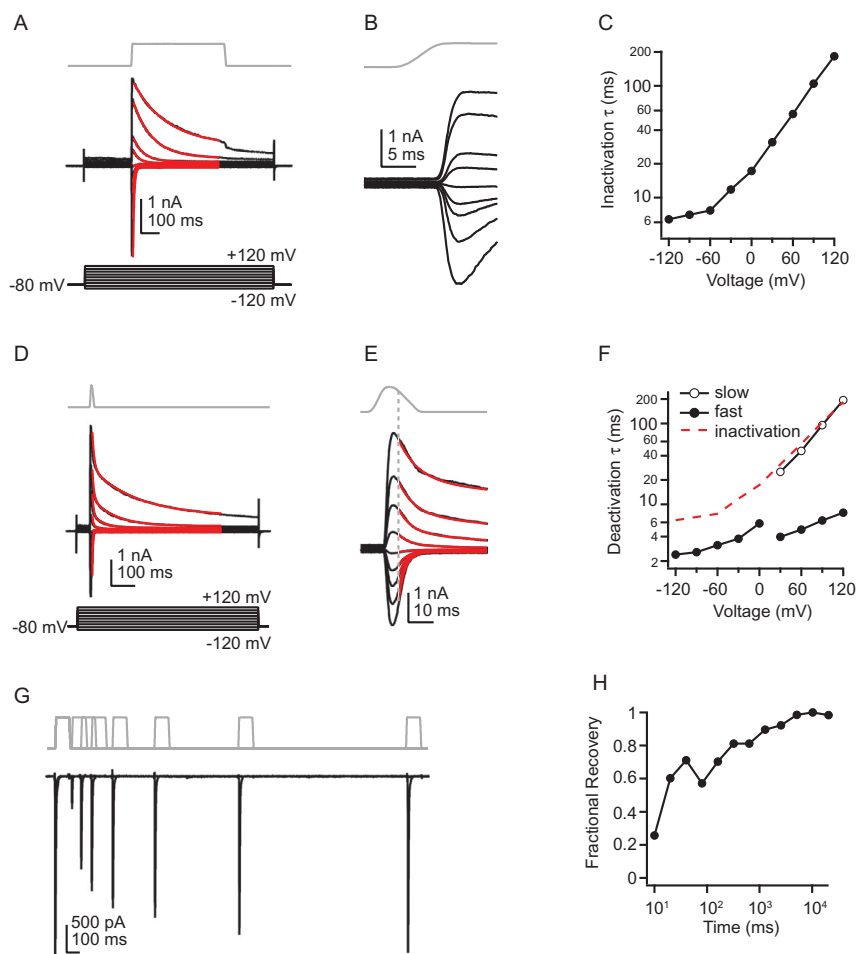 A
B
C
1 nA
100 ms
+120 mV
-80 mV
-120 mV
1 nA
5 ms
Inactivation τ (ms)
200
100
60
40
20
10
6
-120
-60
0
60
120
Voltage (mV)
D
E
F
1 nA
100 ms
+120 mV
-80 mV
-120 mV
1 nA
10 ms
slow
fast
inactivation
Deactivation τ (ms)
200
100
60
40
20
10
6
4
2
-120
-60
0
60
120
Voltage (mV)
G
H
500 pA
100 ms
Fractional Recovery
1
0.8
0.6
0.4
0.2
0
10¹
10²
10³
10⁴
Time (ms)